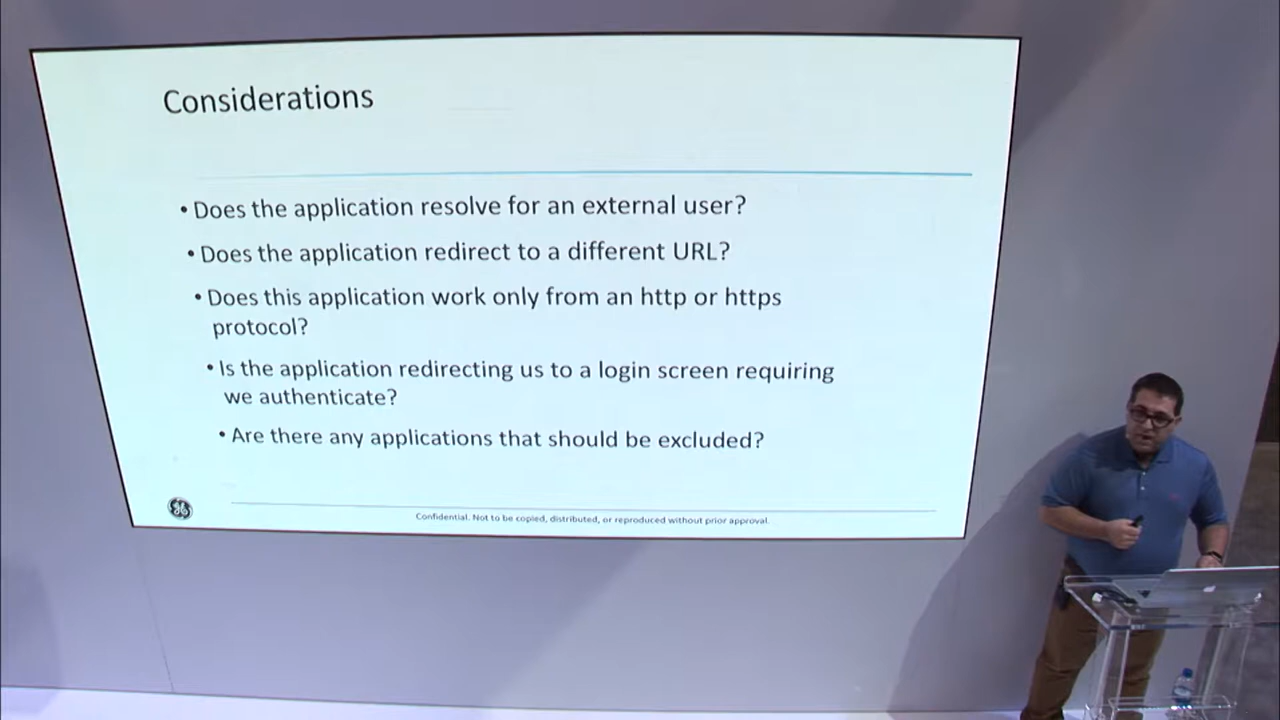 Considerations
• Does the application resolve for an external user?
• Does the application redirect to a different URL?
• Does this application work only from an http or https
protocol?
• Is the application redirecting us to a login screen requiring
we authenticate?
• Are there any applications that should be excluded?
Confidential. Not to be copied, distributed, or reproduced without prior approval.